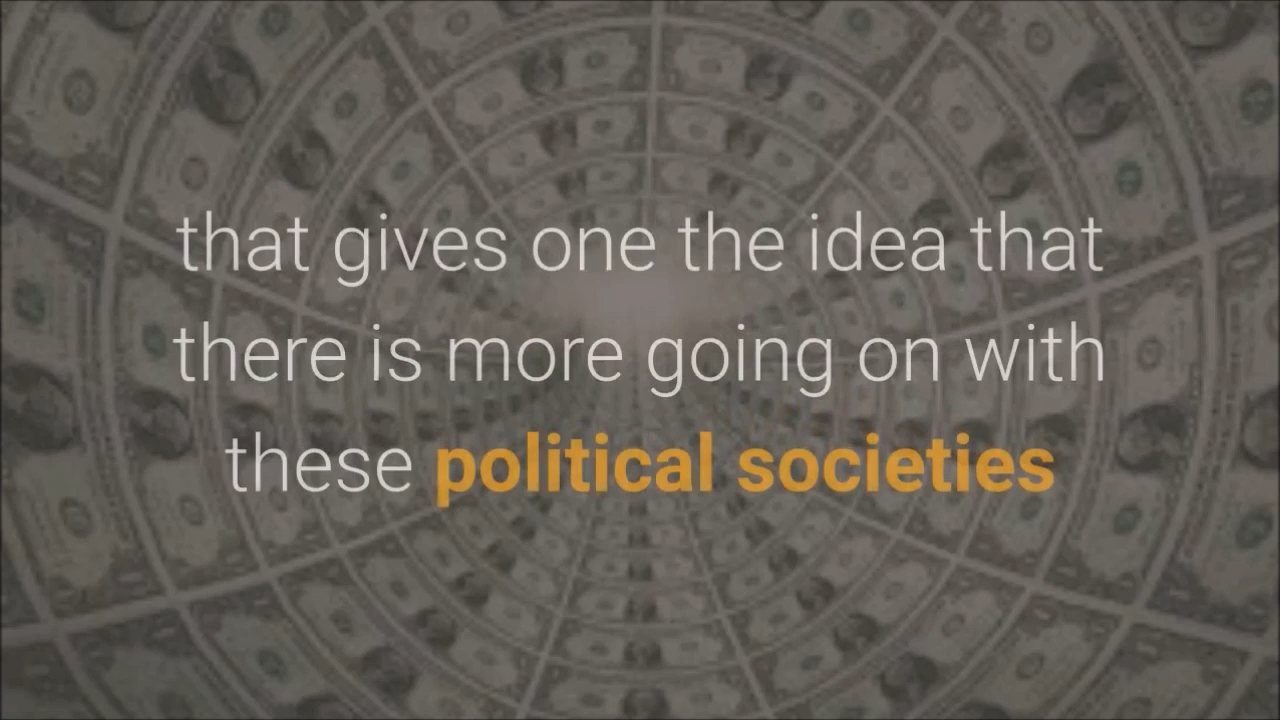 that gives one the idea that
there is more going on with
these political societies